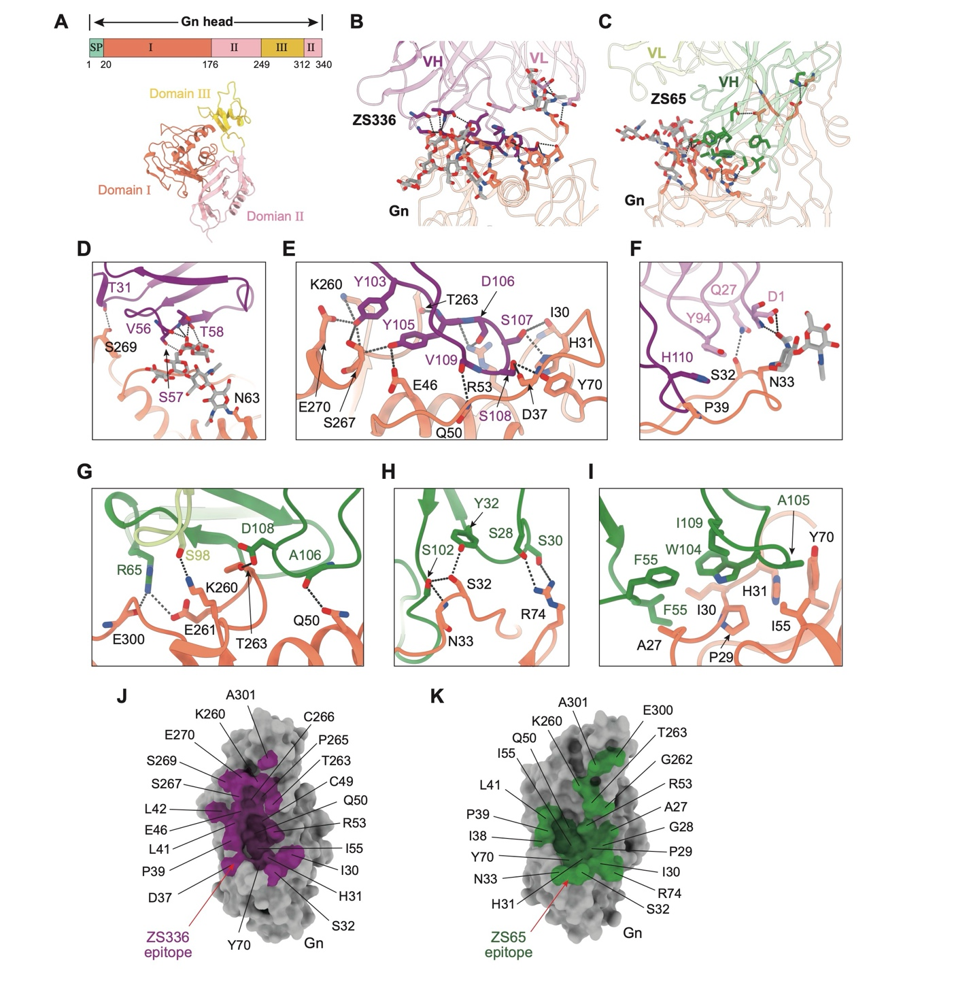 A
Gn head
SP I II III II
1 20 176 249 312 340
Domain III
Domain I
Domian II
B
VH
VL
ZS336
Gn
C
VL
VH
ZS65
Gn
D
T31
V56
T58
S269
S57
N63
E
K260
Y103
D106
T263
S107
I30
Y105
H31
V109
E46
R53
Y70
E270
S267
S108
D37
Q50
F
Q27
D1
Y94
H110
S32
N33
P39
G
D108
S98
A106
R65
K260
Q50
E261
E300
T263
H
Y32
S28
S30
S102
S32
R74
N33
I
A105
I109
Y70
W104
F55
H31
I30
F55
I55
A27
P29
J
A301
K260
C266
E270
P265
S269
T263
S267
C49
L42
Q50
E46
R53
L41
I55
P39
I30
D37
H31
S32
ZS336
epitope
Y70
Gn
K
A301
E300
K260
T263
Q50
I55
G262
L41
R53
A27
P39
G28
I38
P29
Y70
I30
N33
R74
H31
S32
ZS65
epitope
Gn